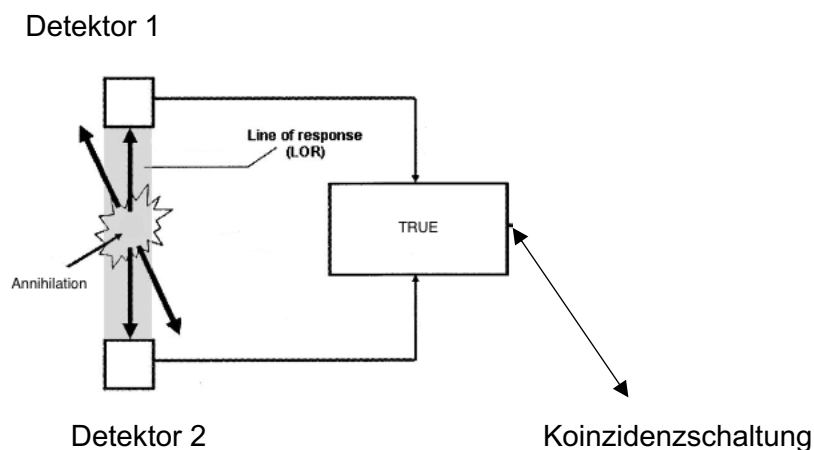 Detektor 1
Line of response
(LOR)
TRUE
Annihilation
Detektor 2
Koinzidenzschaltung